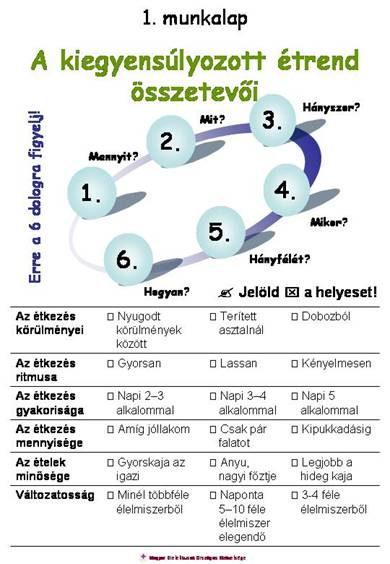 1. munkalap
A kiegyensúlyozott étrend
összetevői
Erre a 6 dologra figyelj!
1.
Mennyit?
2.
Mit?
3.
Hányszor?
4.
Mikor?
5.
Hányfélét?
6.
Hogyan?
Jelöld ☒ a helyeset!
Az étkezés körülményei
☐ Nyugodt körülmények között
☐ Terített asztalnál
☐ Dobozból
Az étkezés ritmusa
☐ Gyorsan
☐ Lassan
☐ Kényelmesen
Az étkezés gyakorisága
☐ Napi 2–3 alkalommal
☐ Napi 3–4 alkalommal
☐ Napi 5 alkalommal
Az étkezés mennyisége
☐ Amíg jóllakom
☐ Csak pár falatot
☐ Kipukkadásig
Az ételek minősége
☐ Gyorskaja az igazi
☐ Anyu, nagyi főztje
☐ Legjobb a hideg kaja
Változatosság
☐ Minél többféle élelmiszerből
☐ Naponta 5–10 féle élelmiszer elegendő
☐ 3-4 féle élelmiszerből
Magyar Dietetikusok Országos Szövetsége